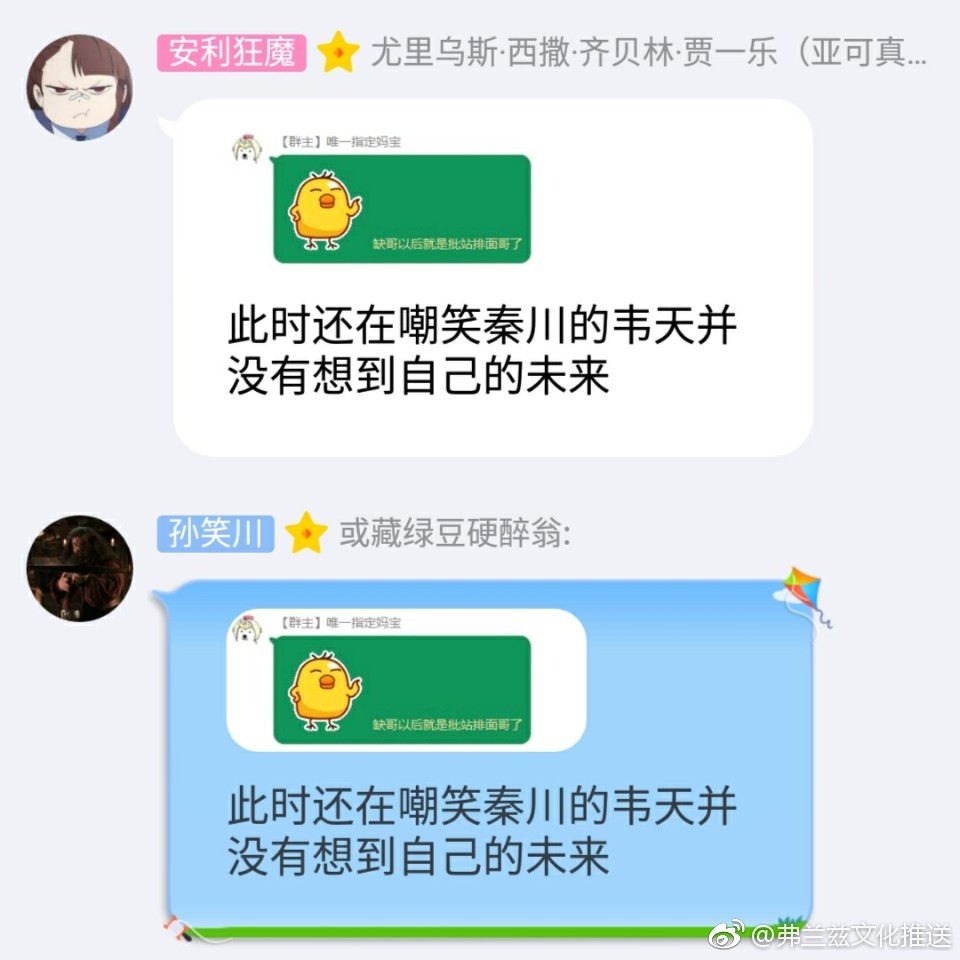 安利狂魔 尤里乌斯·西撒·齐贝林·贾一乐（亚可真...
【群主】唯一指定妈宝
缺哥以后就是批站排面哥了
此时还在嘲笑秦川的韦天并
没有想到自己的未来
孙笑川 或藏绿豆硬醉翁:
【群主】唯一指定妈宝
缺哥以后就是批站排面哥了
此时还在嘲笑秦川的韦天并
没有想到自己的未来
@弗兰兹文化推送